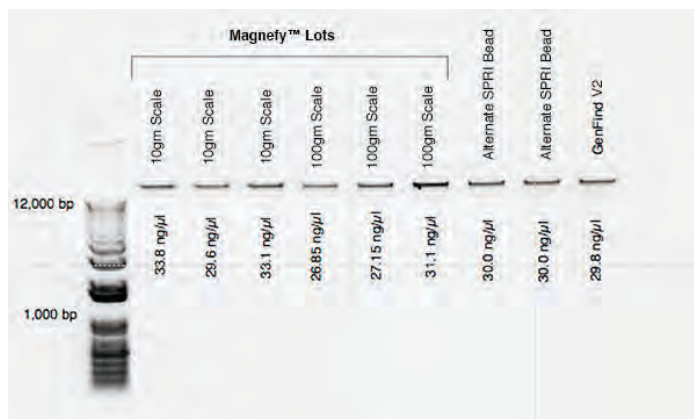 Magnefy™ Lots
10gm Scale
10gm Scale
10gm Scale
100gm Scale
100gm Scale
100gm Scale
Alternate SPRI Bead
Alternate SPRI Bead
GenFind V2
12,000 bp
33.8 ng/µl
29.6 ng/µl
33.1 ng/µl
26.85 ng/µl
27.15 ng/µl
31.1 ng/µl
30.0 ng/µl
30.0 ng/µl
29.8 ng/µl
1,000 bp